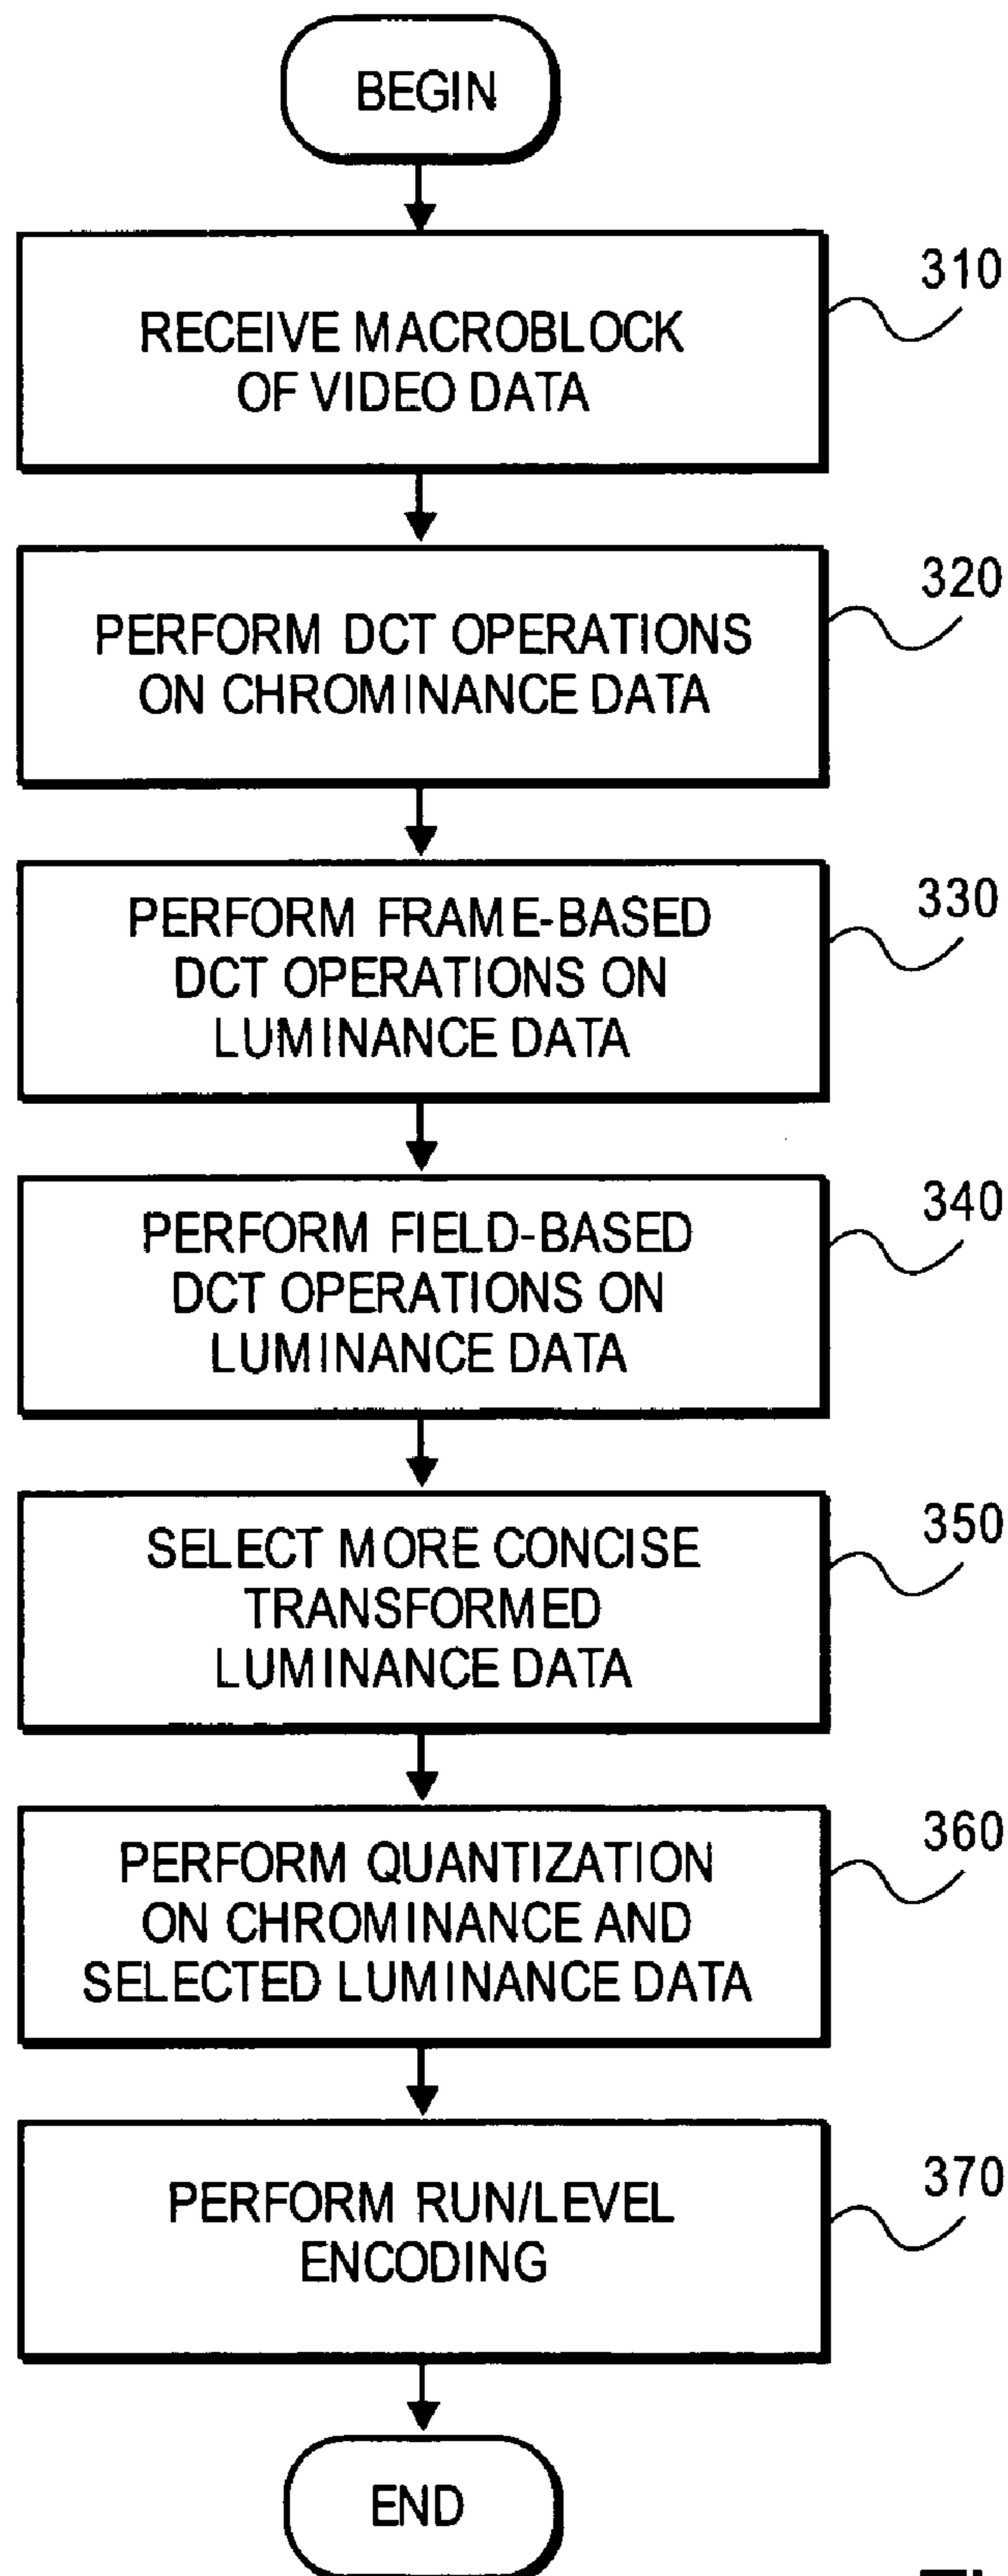 BEGIN
310
RECEIVE MACROBLOCK
OF VIDEO DATA
320
PERFORM DCT OPERATIONS
ON CHROMINANCE DATA
330
PERFORM FRAME-BASED
DCT OPERATIONS ON
LUMINANCE DATA
340
PERFORM FIELD-BASED
DCT OPERATIONS ON
LUMINANCE DATA
350
SELECT MORE CONCISE
TRANSFORMED
LUMINANCE DATA
360
PERFORM QUANTIZATION
ON CHROMINANCE AND
SELECTED LUMINANCE DATA
370
PERFORM RUN/LEVEL
ENCODING
END